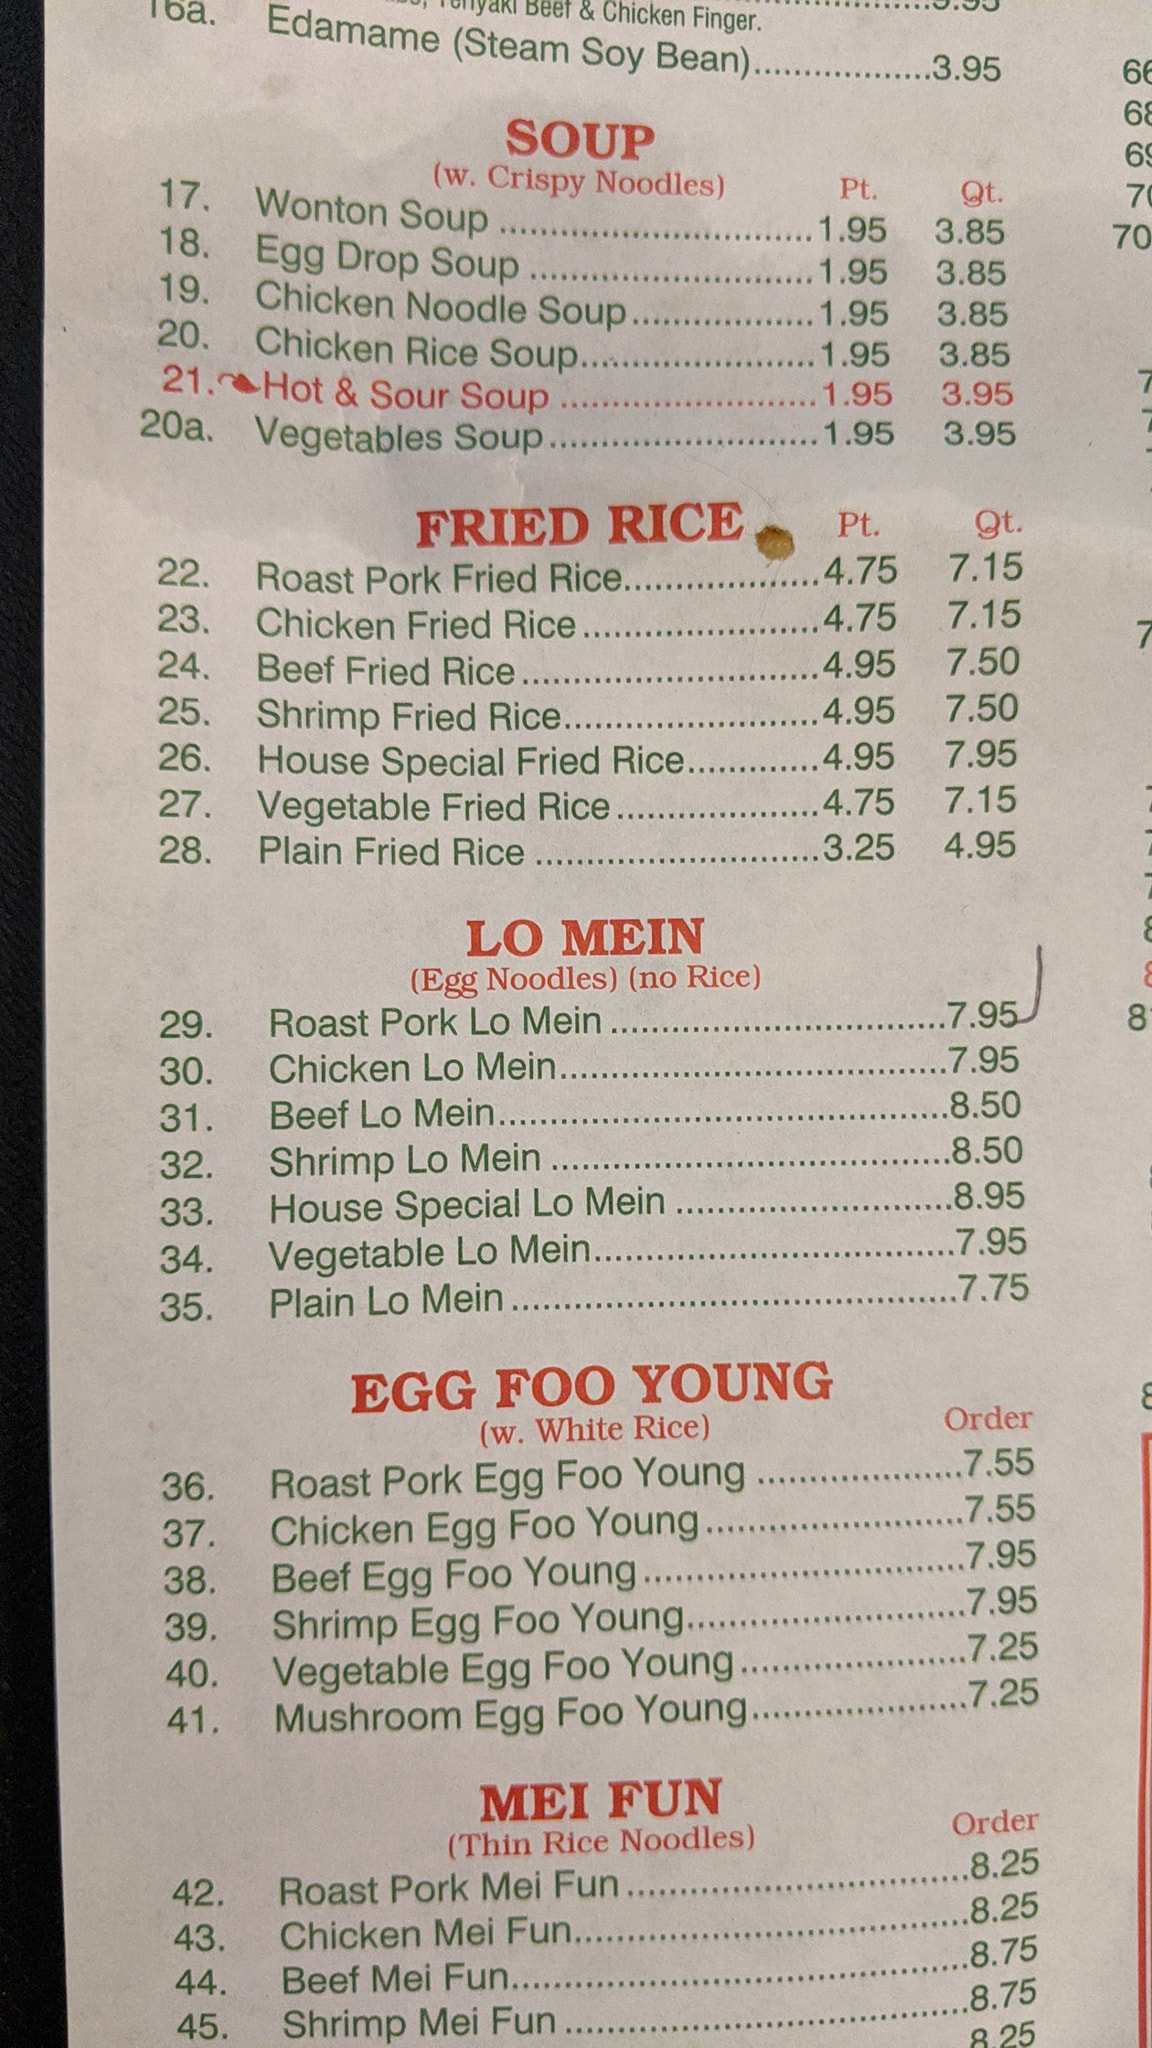 Teriyaki Beef & Chicken Finger.
16a. Edamame (Steam Soy Bean)..................3.95
SOUP
(w. Crispy Noodles) Pt. Qt.
17. Wonton Soup ..............................1.95 3.85
18. Egg Drop Soup ...........................1.95 3.85
19. Chicken Noodle Soup..................1.95 3.85
20. Chicken Rice Soup.......................1.95 3.85
21. Hot & Sour Soup .........................1.95 3.95
20a. Vegetables Soup..........................1.95 3.95
FRIED RICE Pt. Qt.
22. Roast Pork Fried Rice...................4.75 7.15
23. Chicken Fried Rice.......................4.75 7.15
24. Beef Fried Rice.............................4.95 7.50
25. Shrimp Fried Rice.........................4.95 7.50
26. House Special Fried Rice.............4.95 7.95
27. Vegetable Fried Rice....................4.75 7.15
28. Plain Fried Rice ............................3.25 4.95
LO MEIN
(Egg Noodles) (no Rice)
29. Roast Pork Lo Mein .................................7.95
30. Chicken Lo Mein......................................7.95
31. Beef Lo Mein............................................8.50
32. Shrimp Lo Mein .......................................8.50
33. House Special Lo Mein ...........................8.95
34. Vegetable Lo Mein...................................7.95
35. Plain Lo Mein ...........................................7.75
EGG FOO YOUNG
(w. White Rice) Order
36. Roast Pork Egg Foo Young ....................7.55
37. Chicken Egg Foo Young.........................7.55
38. Beef Egg Foo Young...............................7.95
39. Shrimp Egg Foo Young...........................7.95
40. Vegetable Egg Foo Young......................7.25
41. Mushroom Egg Foo Young.....................7.25
MEI FUN
(Thin Rice Noodles) Order
42. Roast Pork Mei Fun.................................8.25
43. Chicken Mei Fun......................................8.25
44. Beef Mei Fun............................................8.75
45. Shrimp Mei Fun .......................................8.75
8.25